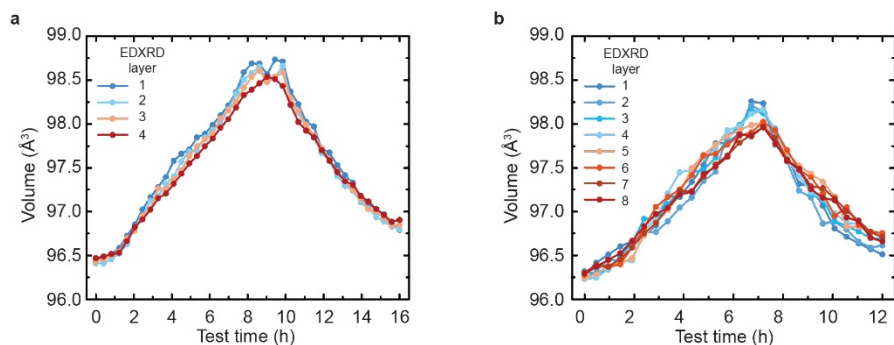 a
99.0
98.5
98.0
97.5
97.0
96.5
96.0
Volume (Å³)
EDXRD
layer
1
2
3
4
0 2 4 6 8 10 12 14 16
Test time (h)
b
99.0
98.5
98.0
97.5
97.0
96.5
96.0
Volume (Å³)
EDXRD
layer
1
2
3
4
5
6
7
8
0 2 4 6 8 10 12
Test time (h)